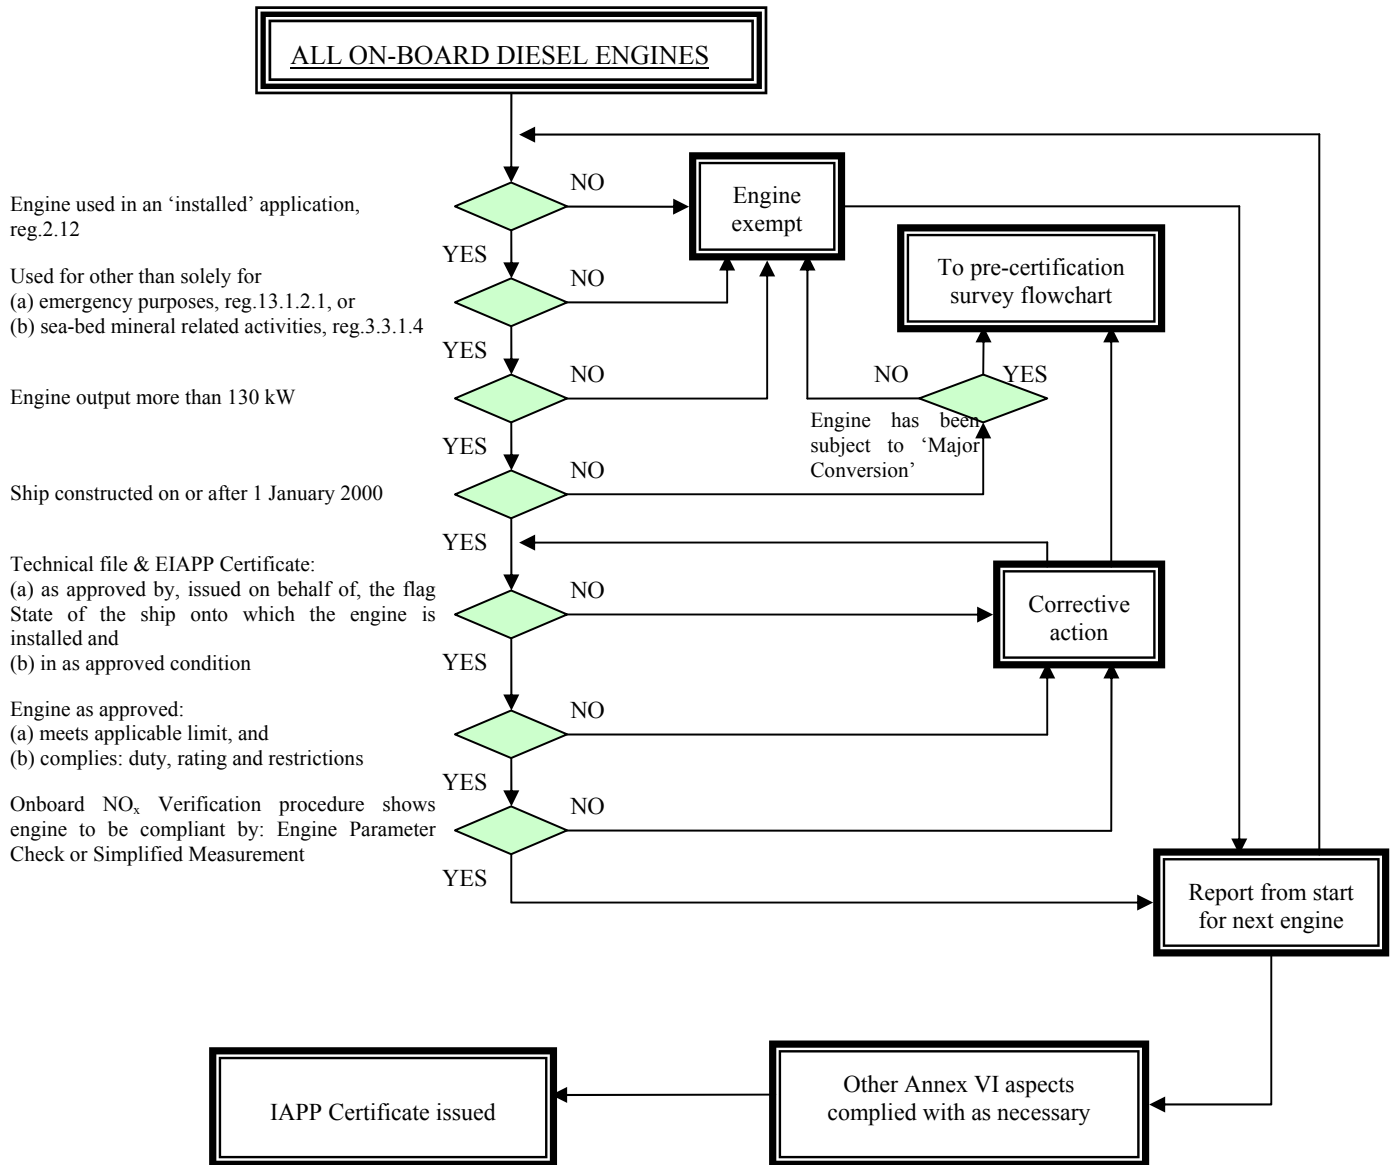 ALL ON-BOARD DIESEL ENGINES
Engine used in an ‘installed’ application,
reg.2.12
NO
Engine
exempt
YES
Used for other than solely for
(a) emergency purposes, reg.13.1.2.1, or
(b) sea-bed mineral related activities, reg.3.3.1.4
NO
To pre-certification
survey flowchart
YES
Engine output more than 130 kW
NO
NO
YES
Engine has been
subject to ‘Major
Conversion’
YES
Ship constructed on or after 1 January 2000
NO
YES
Technical file & EIAPP Certificate:
(a) as approved by, issued on behalf of, the flag
State of the ship onto which the engine is
installed and
(b) in as approved condition
NO
Corrective
action
YES
Engine as approved:
(a) meets applicable limit, and
(b) complies: duty, rating and restrictions
NO
YES
Onboard NOx Verification procedure shows
engine to be compliant by: Engine Parameter
Check or Simplified Measurement
NO
YES
Report from start
for next engine
Other Annex VI aspects
complied with as necessary
IAPP Certificate issued